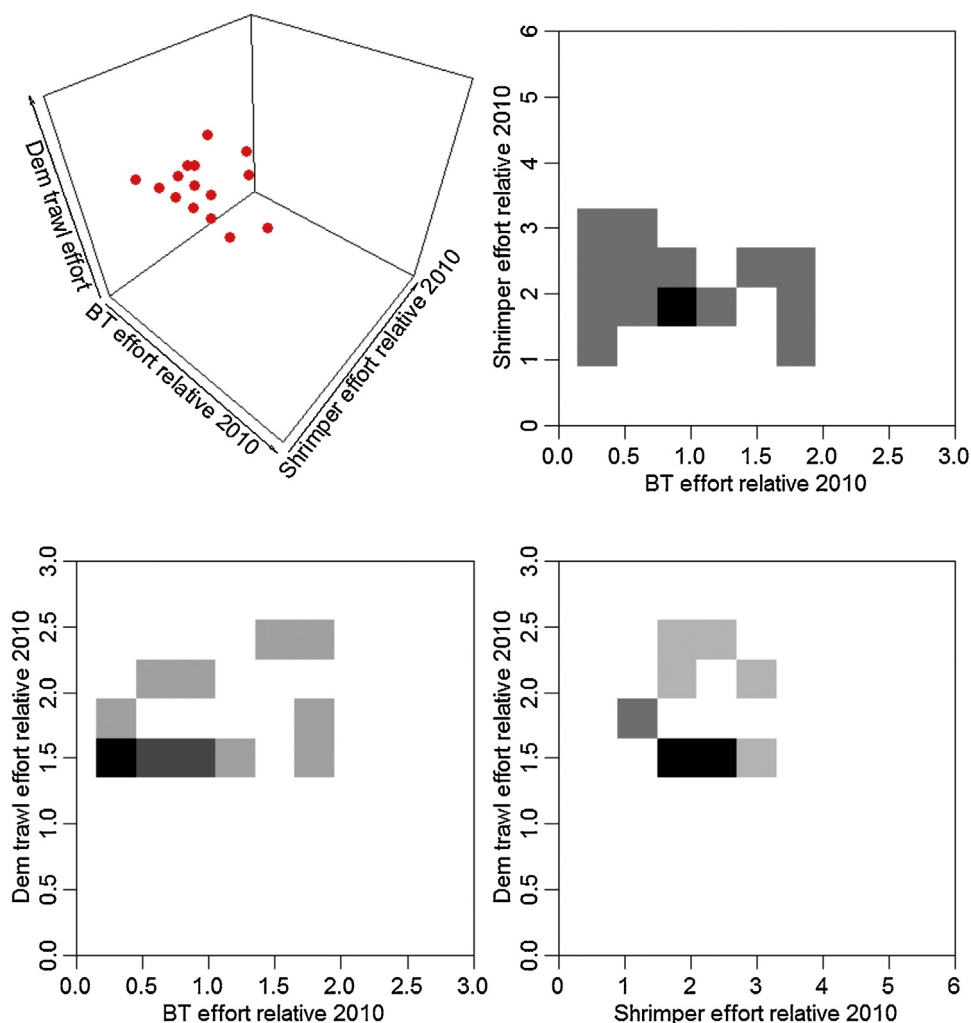 Dem trawl effort
BT effort relative 2010
Shrimper effort relative 2010
Shrimper effort relative 2010
6
5
4
3
2
1
0
0.0 0.5 1.0 1.5 2.0 2.5 3.0
BT effort relative 2010
Dem trawl effort relative 2010
3.0
2.5
2.0
1.5
1.0
0.5
0.0
0.0 0.5 1.0 1.5 2.0 2.5 3.0
BT effort relative 2010
Dem trawl effort relative 2010
3.0
2.5
2.0
1.5
1.0
0.5
0.0
0 1 2 3 4 5 6
Shrimper effort relative 2010